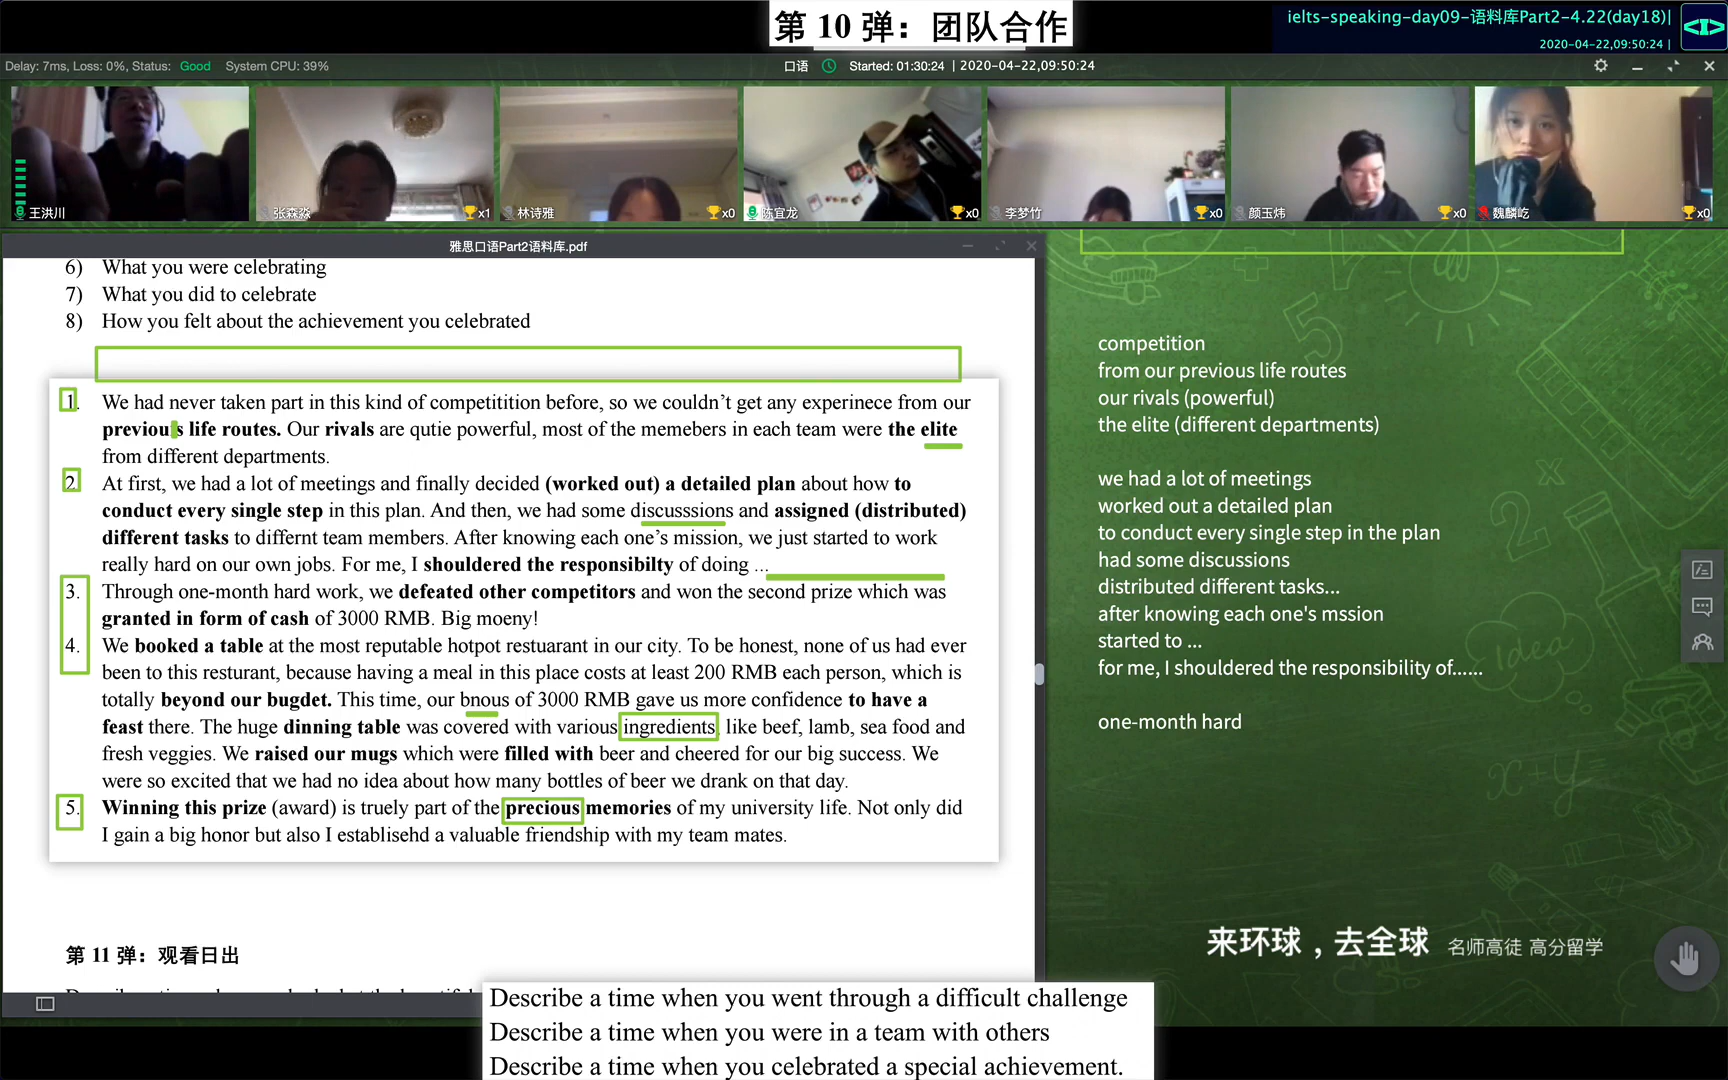 第 10 弹：团队合作
ielts-speaking-day09-语料库Part2-4.22(day18)|
2020-04-22,09:50:24 |
Delay: 7ms, Loss: 0%, Status: Good System CPU: 39%
口语 Started: 01:30:24 | 2020-04-22,09:50:24
王洪川
张森淼 x1
林诗雅 x0
陈宜龙 x0
李梦竹 x0
颜玉炜 x0
魏麟屹 x0
雅思口语Part2语料库.pdf
6) What you were celebrating
7) What you did to celebrate
8) How you felt about the achievement you celebrated
1. We had never taken part in this kind of competitition before, so we couldn't get any experinece from our
previous life routes. Our rivals are qutie powerful, most of the memebers in each team were the elite
from different departments.
2. At first, we had a lot of meetings and finally decided (worked out) a detailed plan about how to
conduct every single step in this plan. And then, we had some discusssions and assigned (distributed)
different tasks to differnt team members. After knowing each one's mission, we just started to work
really hard on our own jobs. For me, I shouldered the responsibilty of doing ...
3. Through one-month hard work, we defeated other competitors and won the second prize which was
granted in form of cash of 3000 RMB. Big moeny!
4. We booked a table at the most reputable hotpot restuarant in our city. To be honest, none of us had ever
been to this resturant, because having a meal in this place costs at least 200 RMB each person, which is
totally beyond our bugdet. This time, our bnous of 3000 RMB gave us more confidence to have a
feast there. The huge dinning table was covered with various ingredients, like beef, lamb, sea food and
fresh veggies. We raised our mugs which were filled with beer and cheered for our big success. We
were so excited that we had no idea about how many bottles of beer we drank on that day.
5. Winning this prize (award) is truely part of the precious memories of my university life. Not only did
I gain a big honor but also I establisehd a valuable friendship with my team mates.
第 11 弹：观看日出
competition
from our previous life routes
our rivals (powerful)
the elite (different departments)
we had a lot of meetings
worked out a detailed plan
to conduct every single step in the plan
had some discussions
distributed different tasks...
after knowing each one's mssion
started to ...
for me, I shouldered the responsibility of......
one-month hard
来环球，去全球 名师高徒 高分留学
Describe a time when you went through a difficult challenge
Describe a time when you were in a team with others
Describe a time when you celebrated a special achievement.